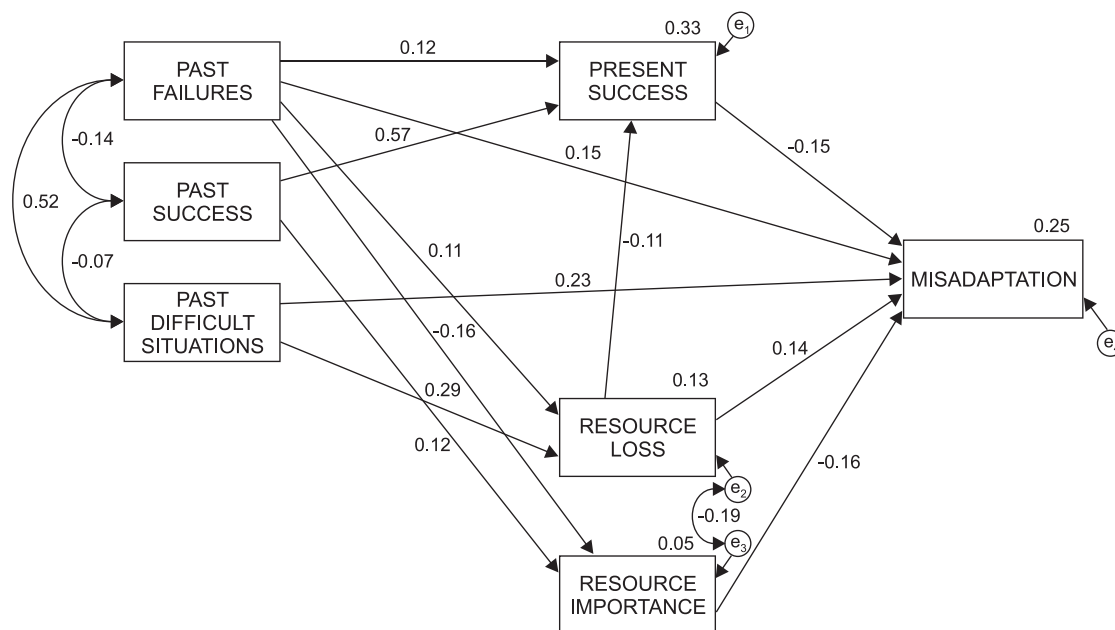 0.33
e1
0.12
PAST
FAILURES
PRESENT
SUCCESS
-0.14
0.57
0.15
-0.15
PAST
SUCCESS
0.52
0.25
-0.07
0.11
-0.11
MISADAPTATION
0.23
PAST
DIFFICULT
SITUATIONS
-0.16
0.14
0.29
0.13
0.12
RESOURCE
LOSS
-0.16
e2
-0.19
0.05
e3
RESOURCE
IMPORTANCE